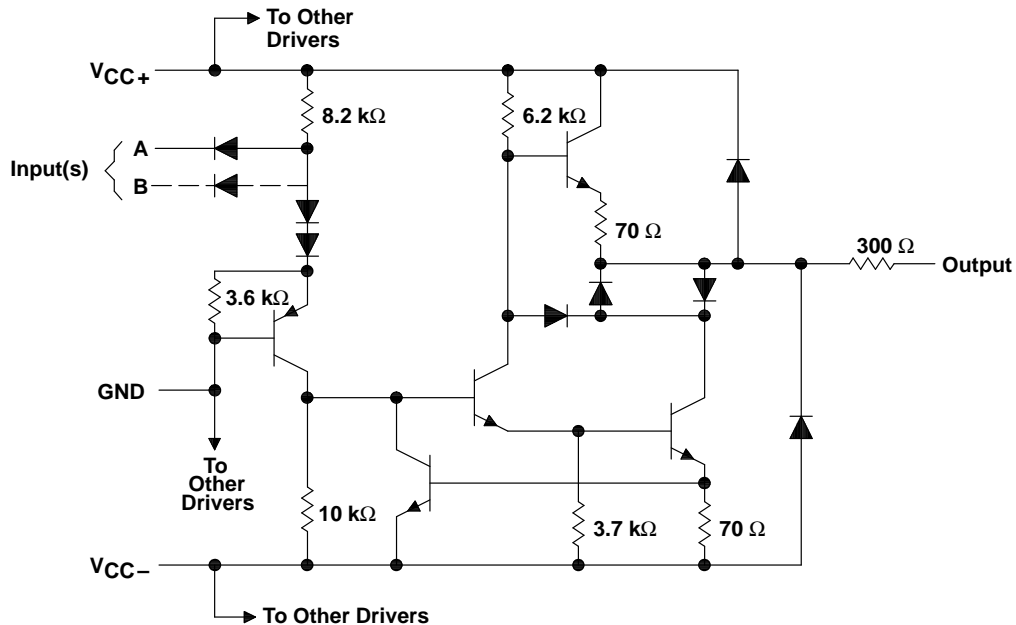 To Other
Drivers
VCC+
8.2 kΩ
6.2 kΩ
Input(s)
A
B
70 Ω
300 Ω
Output
3.6 kΩ
GND
To
Other
Drivers
10 kΩ
3.7 kΩ
70 Ω
VCC–
To Other Drivers